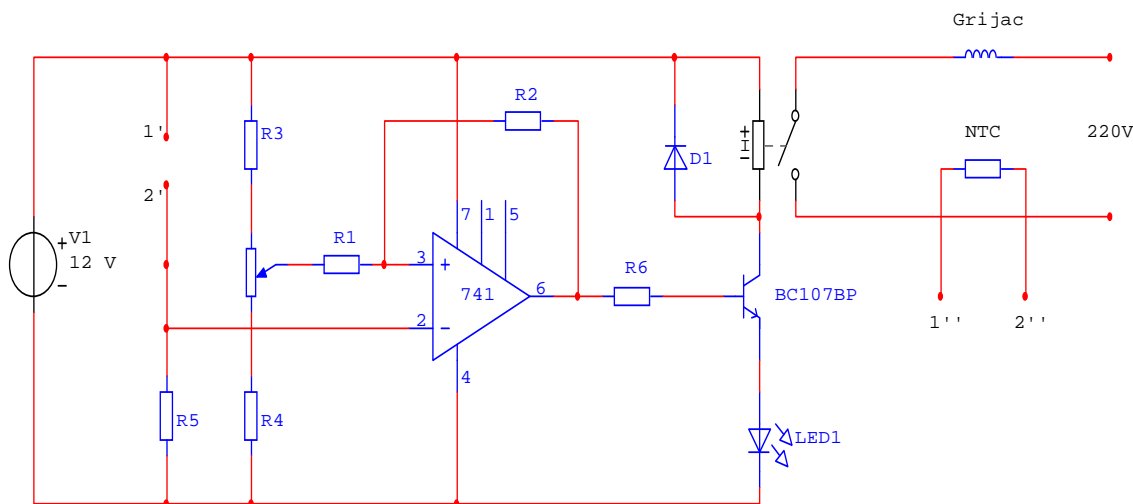 Grijac
R2
1'
R3
D1
+
I
-
NTC
220V
2'
7
1
5
V1
+
12 V
-
R1
3
+
741
6
R6
BC107BP
2
-
1''
2''
4
R5
R4
LED1